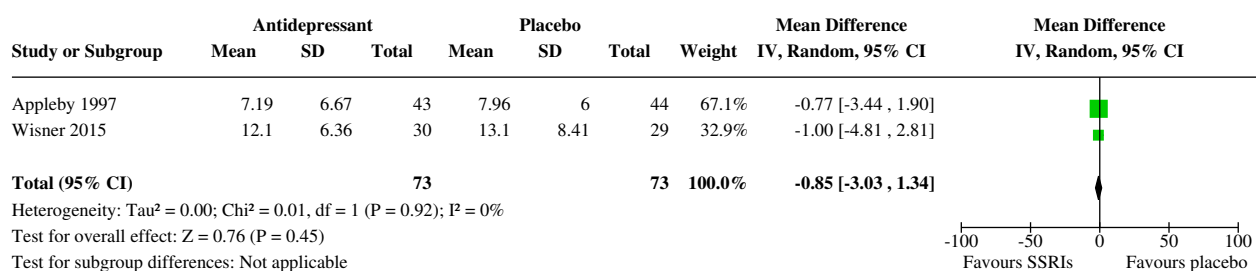 Antidepressant Placebo Mean Difference Mean Difference
Study or Subgroup Mean SD Total Mean SD Total Weight IV, Random, 95% CI IV, Random, 95% CI
Appleby 1997 7.19 6.67 43 7.96 6 44 67.1% -0.77 [-3.44 , 1.90]
Wisner 2015 12.1 6.36 30 13.1 8.41 29 32.9% -1.00 [-4.81 , 2.81]
Total (95% CI) 73 73 100.0% -0.85 [-3.03 , 1.34]
Heterogeneity: Tau² = 0.00; Chi² = 0.01, df = 1 (P = 0.92); I² = 0%
Test for overall effect: Z = 0.76 (P = 0.45)
-100 -50 0 50 100
Test for subgroup differences: Not applicable Favours SSRIs Favours placebo